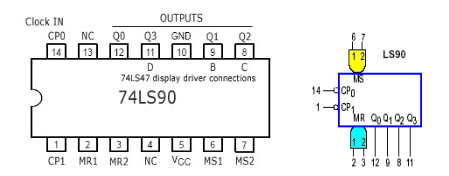 Clock IN OUTPUTS
CP0 NC Q0 Q3 GND Q1 Q2
14 13 12 11 10 9 8
D B C
74LS47 display driver connections
74LS90
1 2 3 4 5 6 7
CP1 MR1 MR2 NC VCC MS1 MS2
6 7
LS90
1 2
MS
14 CP0
1 CP1
MR Q0 Q1 Q2 Q3
1 2
2 3 12 9 8 11